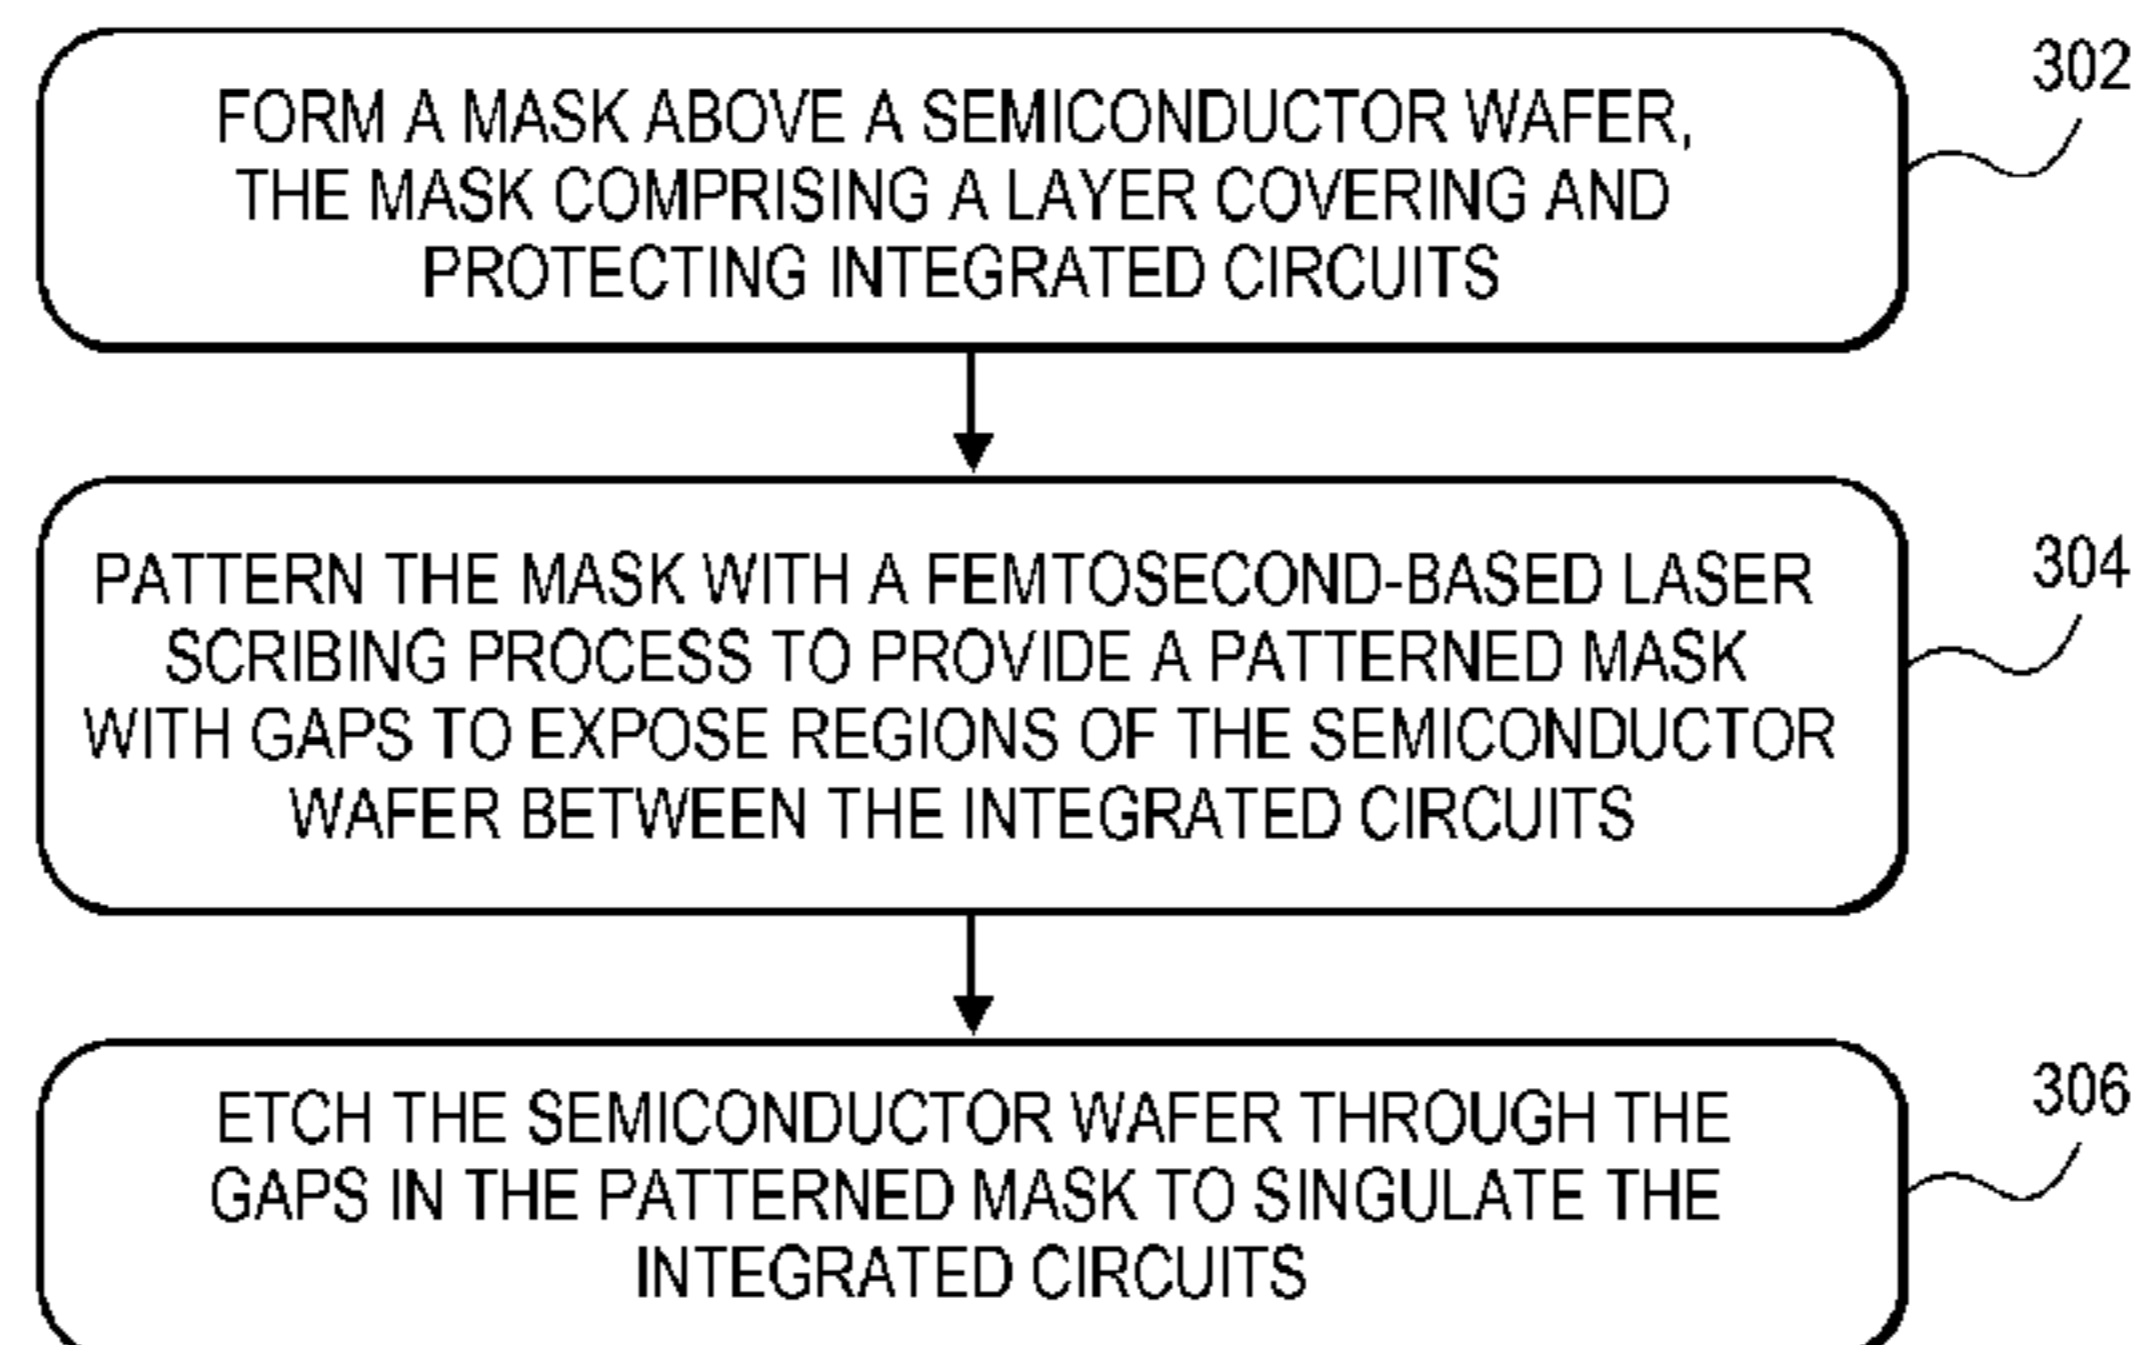 FORM A MASK ABOVE A SEMICONDUCTOR WAFER,
THE MASK COMPRISING A LAYER COVERING AND
PROTECTING INTEGRATED CIRCUITS
302
PATTERN THE MASK WITH A FEMTOSECOND-BASED LASER
SCRIBING PROCESS TO PROVIDE A PATTERNED MASK
WITH GAPS TO EXPOSE REGIONS OF THE SEMICONDUCTOR
WAFER BETWEEN THE INTEGRATED CIRCUITS
304
ETCH THE SEMICONDUCTOR WAFER THROUGH THE
GAPS IN THE PATTERNED MASK TO SINGULATE THE
INTEGRATED CIRCUITS
306